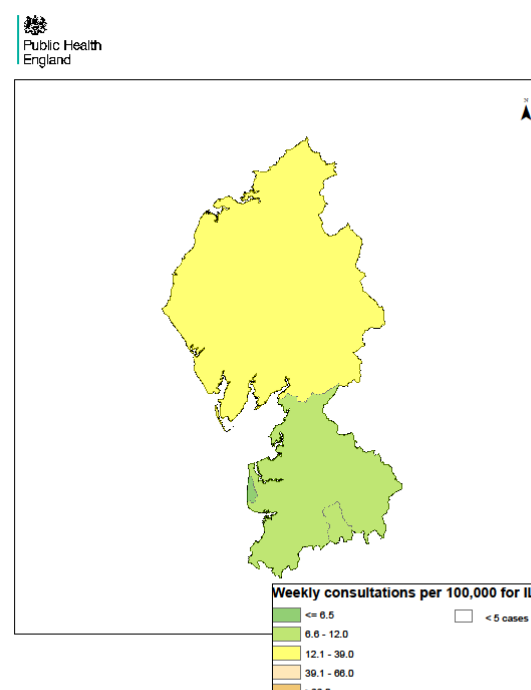 Public Health
England
N
Weekly consultations per 100,000 for IL
<= 6.5
< 5 cases
6.6 - 12.0
12.1 - 39.0
39.1 - 66.0